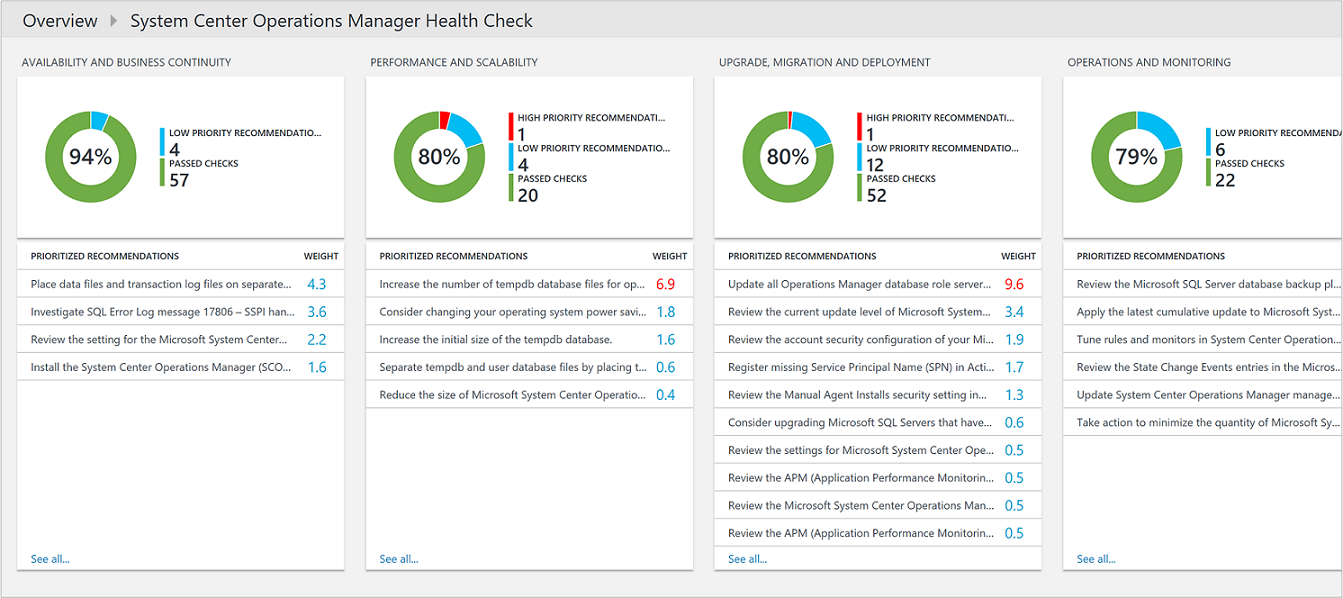 Overview System Center Operations Manager Health Check
AVAILABILITY AND BUSINESS CONTINUITY
94%
LOW PRIORITY RECOMMENDATIO...
4
PASSED CHECKS
57
PRIORITIZED RECOMMENDATIONS WEIGHT
Place data files and transaction log files on separate... 4.3
Investigate SQL Error Log message 17806 – SSPI han... 3.6
Review the setting for the Microsoft System Center... 2.2
Install the System Center Operations Manager (SCO... 1.6
See all...
PERFORMANCE AND SCALABILITY
80%
HIGH PRIORITY RECOMMENDATI...
1
LOW PRIORITY RECOMMENDATIO...
4
PASSED CHECKS
20
PRIORITIZED RECOMMENDATIONS WEIGHT
Increase the number of tempdb database files for op... 6.9
Consider changing your operating system power savi... 1.8
Increase the initial size of the tempdb database. 1.6
Separate tempdb and user database files by placing t... 0.6
Reduce the size of Microsoft System Center Operatio... 0.4
See all...
UPGRADE, MIGRATION AND DEPLOYMENT
80%
HIGH PRIORITY RECOMMENDATI...
1
LOW PRIORITY RECOMMENDATIO...
12
PASSED CHECKS
52
PRIORITIZED RECOMMENDATIONS WEIGHT
Update all Operations Manager database role server... 9.6
Review the current update level of Microsoft System... 3.4
Review the account security configuration of your Mi... 1.9
Register missing Service Principal Name (SPN) in Acti... 1.7
Review the Manual Agent Installs security setting in... 1.3
Consider upgrading Microsoft SQL Servers that have... 0.6
Review the settings for Microsoft System Center Ope... 0.5
Review the APM (Application Performance Monitorin... 0.5
Review the Microsoft System Center Operations Man... 0.5
Review the APM (Application Performance Monitorin... 0.5
See all...
OPERATIONS AND MONITORING
79%
LOW PRIORITY RECOMMENDA
6
PASSED CHECKS
22
PRIORITIZED RECOMMENDATIONS
Review the Microsoft SQL Server database backup pl...
Apply the latest cumulative update to Microsoft Syst...
Tune rules and monitors in System Center Operation...
Review the State Change Events entries in the Micros...
Update System Center Operations Manager manage...
Take action to minimize the quantity of Microsoft Sy...
See all...